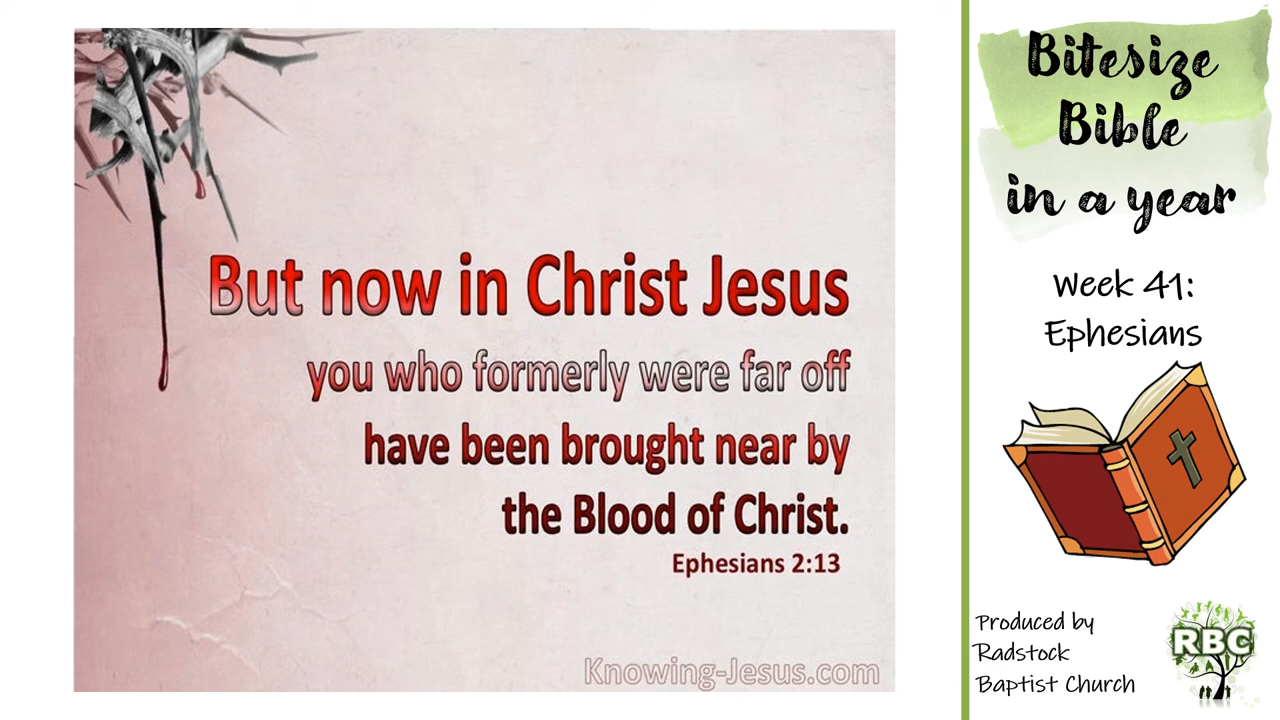 But now in Christ Jesus
you who formerly were far off
have been brought near by
the Blood of Christ.
Ephesians 2:13
Knowing-Jesus.com
Bitesize
Bible
in a year
Week 41:
Ephesians
Produced by
Radstock
Baptist Church
RBC